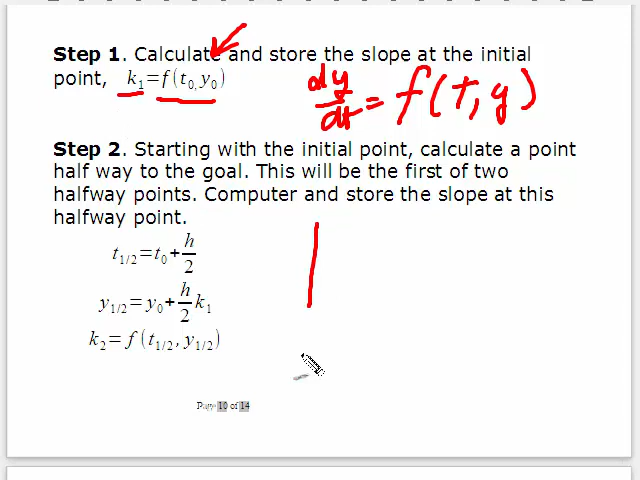 Step 1. Calculate and store the slope at the initial
point, k₁=f(t₀,y₀)
dy/dt = f(t,y)
Step 2. Starting with the initial point, calculate a point
half way to the goal. This will be the first of two
halfway points. Computer and store the slope at this
halfway point.
t₁/₂=t₀+h/2
y₁/₂=y₀+h/2 k₁
k₂=f(t₁/₂,y₁/₂)
Page 10 of 14